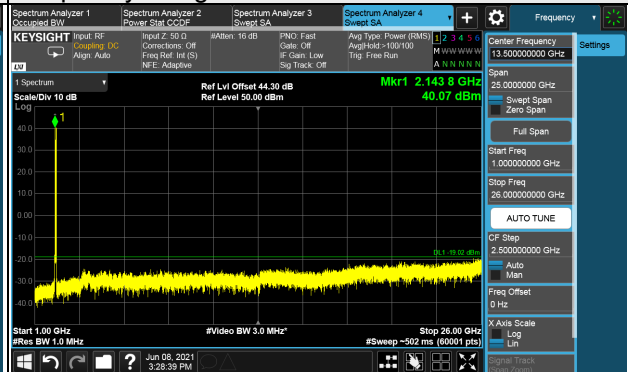 Spectrum Analyzer 1
Occupied BW
Spectrum Analyzer 2
Power Stat CCDF
Spectrum Analyzer 3
Swept SA
Spectrum Analyzer 4
Swept SA
Frequency
KEYSIGHT
Input: RF
Coupling: DC
Align: Auto
Input Z: 50 Ω
Corrections: Off
Freq Ref: Int (S)
NFE: Adaptive
#Atten: 16 dB
PNO: Fast
Gate: Off
IF Gain: Low
Sig Track: Off
Avg Type: Power (RMS)
Avg|Hold:>100/100
Trig: Free Run
1 2 3 4 5 6
M W W W W W
A N N N N N
LXI
1 Spectrum
Scale/Div 10 dB
Log
Ref Lvl Offset 44.30 dB
Ref Level 50.00 dBm
Mkr1 2.143 8 GHz
40.07 dBm
1
40.0
30.0
20.0
10.0
0.00
-10.0
-20.0
-30.0
-40.0
DL1 -19.02 dBm
Start 1.00 GHz
#Res BW 1.0 MHz
#Video BW 3.0 MHz*
Stop 26.00 GHz
#Sweep ~502 ms (60001 pts)
Jun 08, 2021
3:28:39 PM
Center Frequency
13.500000000 GHz
Settings
Span
25.0000000 GHz
Swept Span
Zero Span
Full Span
Start Freq
1.000000000 GHz
Stop Freq
26.000000000 GHz
AUTO TUNE
CF Step
2.500000000 GHz
Auto
Man
Freq Offset
0 Hz
X Axis Scale
Log
Lin
Signal Track
(Span Zoom)